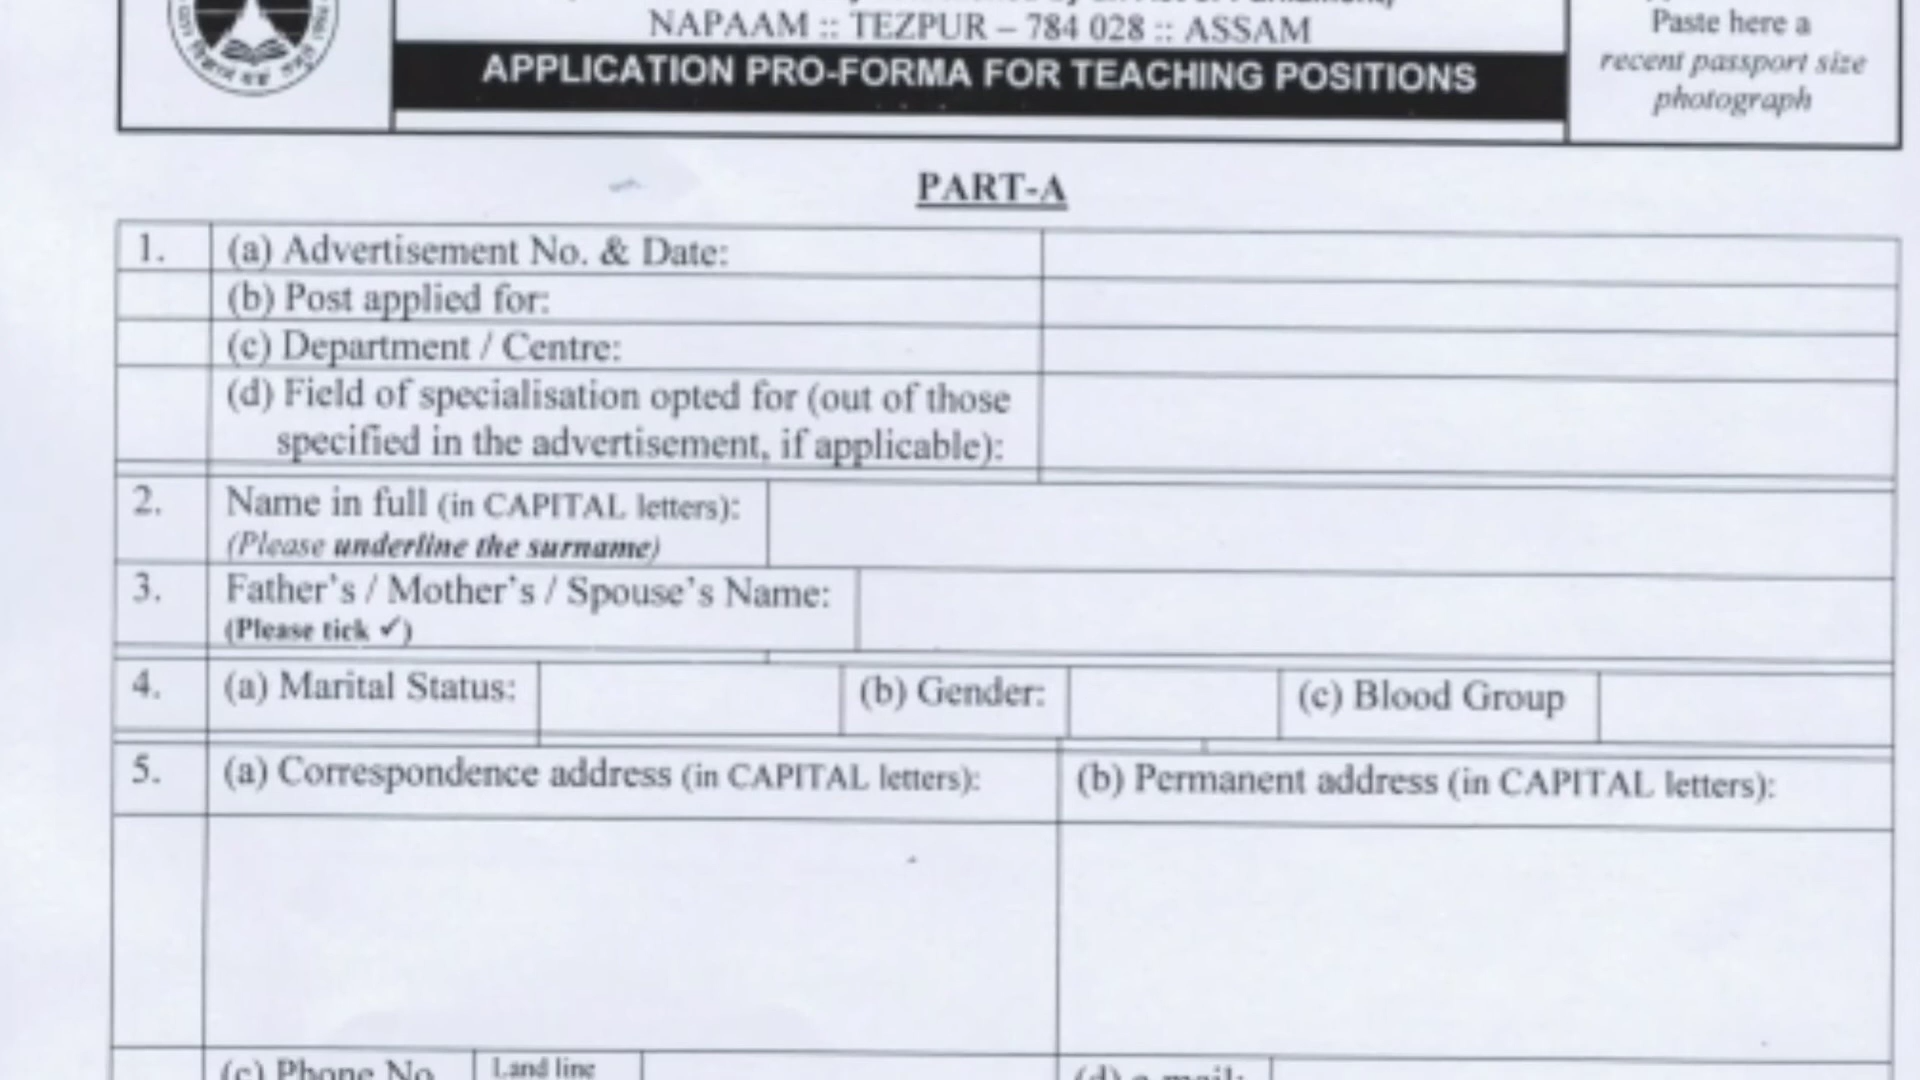 NAPAAM :: TEZPUR – 784 028 :: ASSAM
APPLICATION PRO-FORMA FOR TEACHING POSITIONS
Paste here a
recent passport size
photograph
PART-A
1. (a) Advertisement No. & Date:
(b) Post applied for:
(c) Department / Centre:
(d) Field of specialisation opted for (out of those
specified in the advertisement, if applicable):
2. Name in full (in CAPITAL letters):
(Please underline the surname)
3. Father's / Mother's / Spouse's Name:
(Please tick ✓)
4. (a) Marital Status: (b) Gender: (c) Blood Group
5. (a) Correspondence address (in CAPITAL letters): (b) Permanent address (in CAPITAL letters):
(c) Phone No. Land line (d) e-mail: